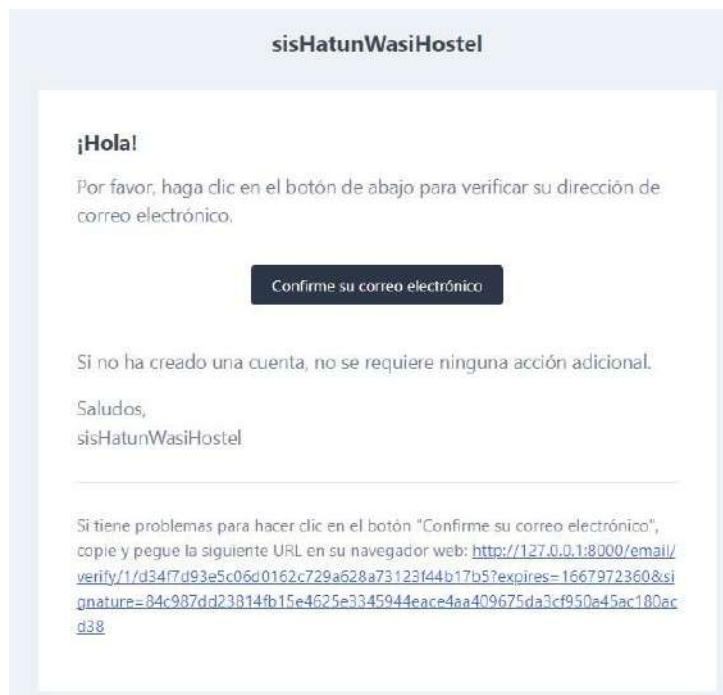 sisHatunWasiHostel
¡Hola!
Por favor, haga clic en el botón de abajo para verificar su dirección de
correo electrónico.
Confirme su correo electrónico
Si no ha creado una cuenta, no se requiere ninguna acción adicional.
Saludos,
sisHatunWasiHostel
Si tiene problemas para hacer clic en el botón "Confirme su correo electrónico",
copie y pegue la siguiente URL en su navegador web: http://127.0.0.1:8000/email/
verify/1/d34f7d93e5c06d0162c729a628a73123f44b17b5?expires=1667972360&si
gnature=84c987dd23814fb15e4625e3345944eace4aa409675da3cf950a45ac180ac
d38